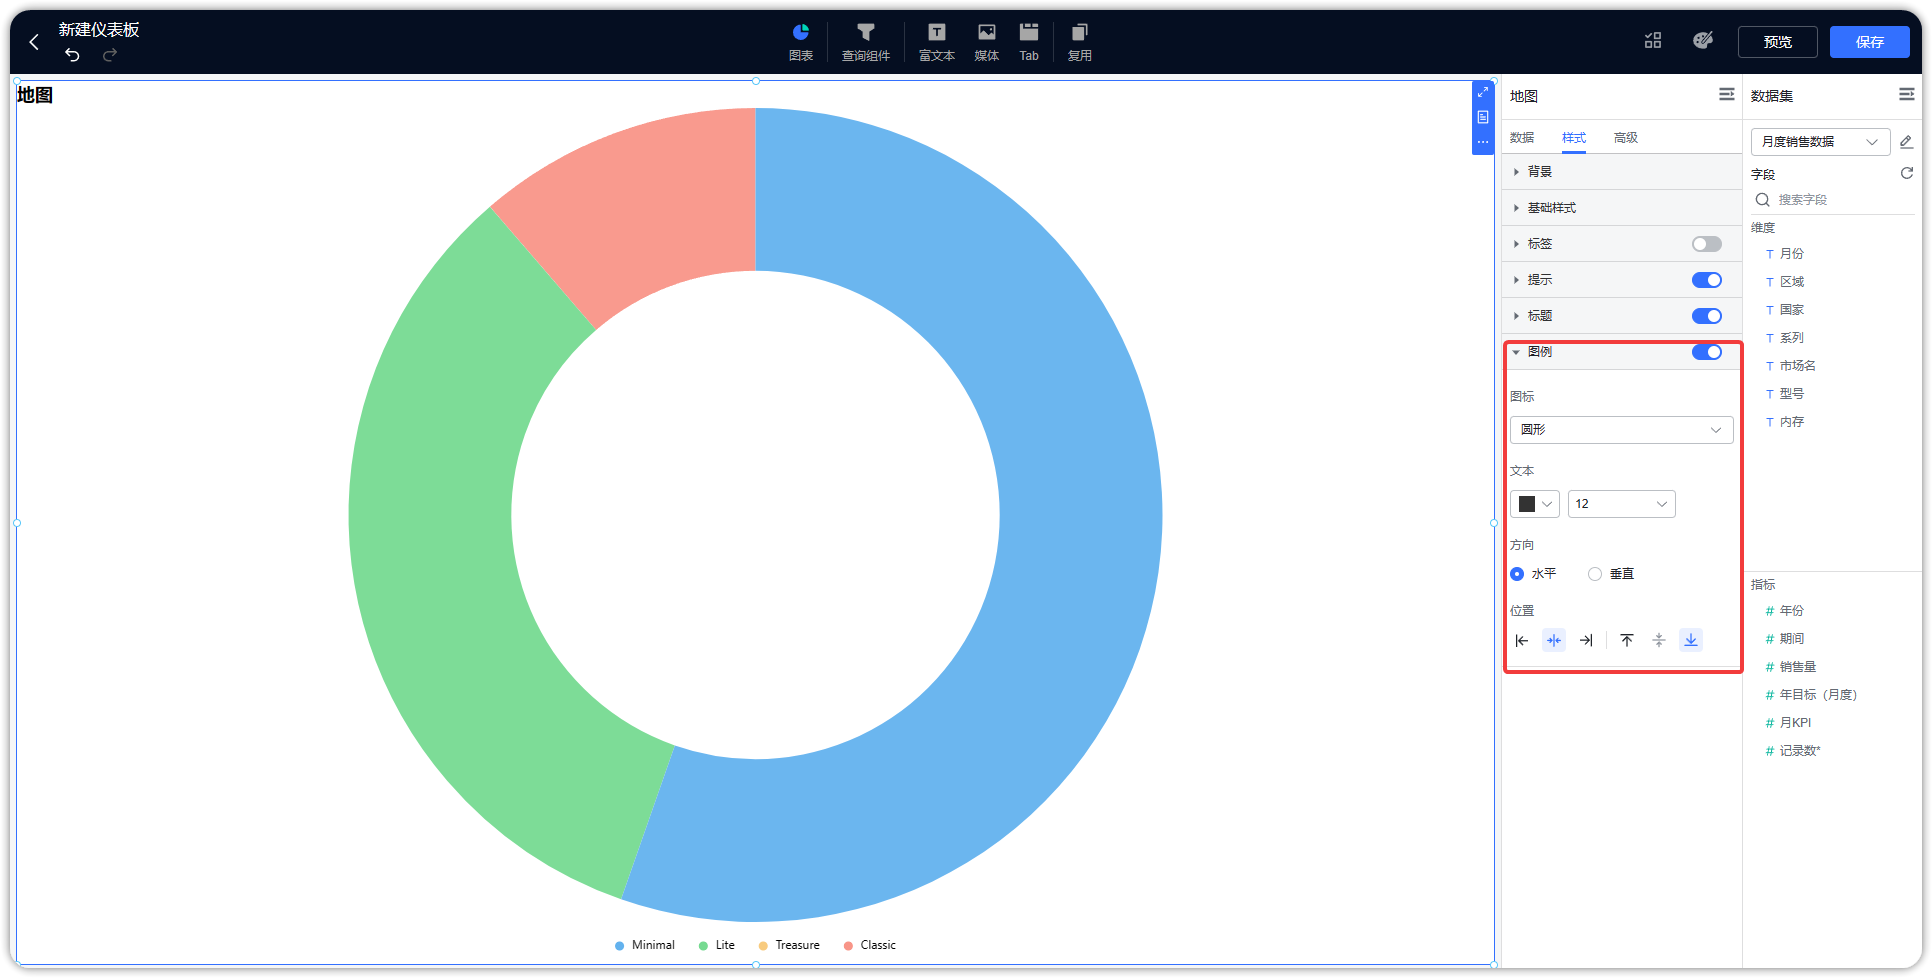 新建仪表板
图表
查询组件
富文本
媒体
Tab
复用
预览
保存
地图
Minimal
Lite
Treasure
Classic
地图
数据
样式
高级
背景
基础样式
标签
提示
标题
图例
图标
圆形
文本
12
方向
水平
垂直
位置
数据集
月度销售数据
字段
搜索字段
维度
T 月份
T 区域
T 国家
T 系列
T 市场名
T 型号
T 内存
指标
# 年份
# 期间
# 销售量
# 年目标（月度）
# 月KPI
# 记录数*